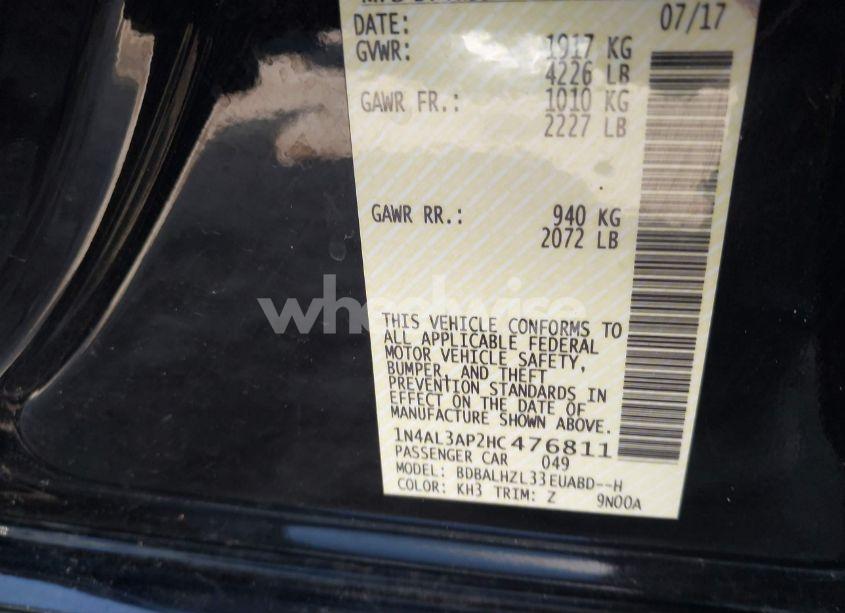 DATE: 07/17
GVWR: 1917 KG
4226 LB
GAWR FR.: 1010 KG
2227 LB
GAWR RR.: 940 KG
2072 LB
wheelwise
THIS VEHICLE CONFORMS TO
ALL APPLICABLE FEDERAL
MOTOR VEHICLE SAFETY,
BUMPER, AND THEFT
PREVENTION STANDARDS IN
EFFECT ON THE DATE OF
MANUFACTURE SHOWN ABOVE.
1N4AL3AP2HC476811
PASSENGER CAR 049
MODEL: BDBALHZL33EUABD--H
COLOR: KH3 TRIM: Z 9N00A